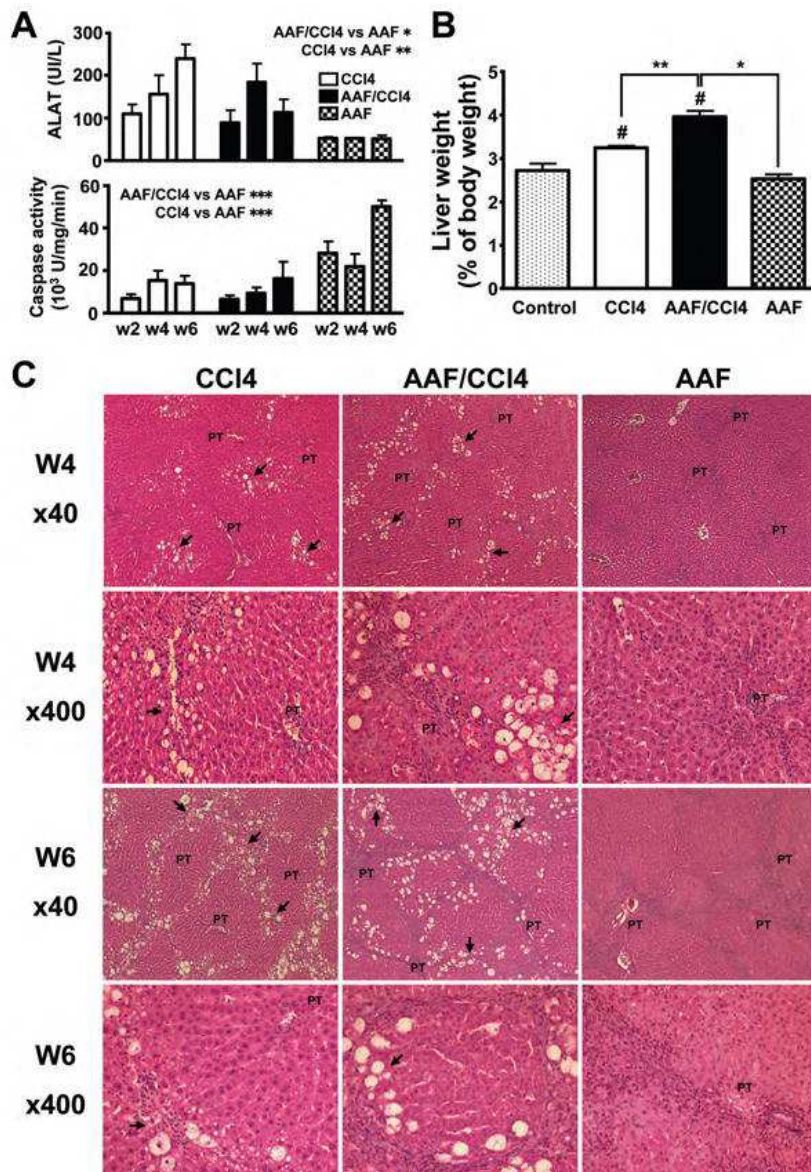 A
AAF/CCl4 vs AAF *
CCl4 vs AAF **
CCl4
AAF/CCl4
AAF
ALAT (UI/L)
300
200
100
0
AAF/CCl4 vs AAF ***
CCl4 vs AAF ***
Caspase activity
(10³ U/mg/min)
60
40
20
0
w2 w4 w6 w2 w4 w6 w2 w4 w6
B
** *
# #
Liver weight
(% of body weight)
5
4
3
2
1
0
Control CCl4 AAF/CCl4 AAF
C
CCl4 AAF/CCl4 AAF
W4
x40
PT PT PT
PT PT PT
PT PT PT
W4
x400
PT PT PT
W6
x40
PT PT PT PT
PT PT PT PT PT
W6
x400
PT PT